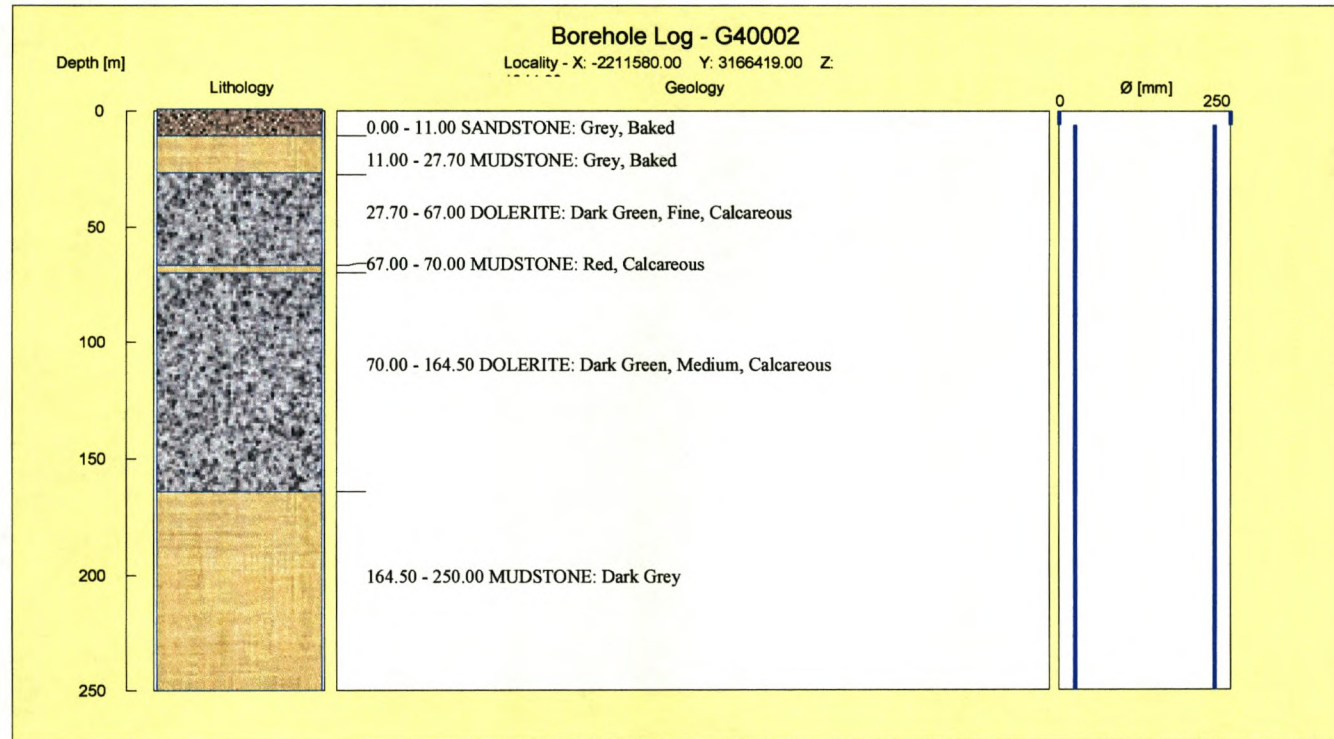 Borehole Log - G40002
Depth [m]
Locality - X: -2211580.00 Y: 3166419.00 Z:
Lithology
Geology
Ø [mm]
0
250
0
50
100
150
200
250
0.00 - 11.00 SANDSTONE: Grey, Baked
11.00 - 27.70 MUDSTONE: Grey, Baked
27.70 - 67.00 DOLERITE: Dark Green, Fine, Calcareous
67.00 - 70.00 MUDSTONE: Red, Calcareous
70.00 - 164.50 DOLERITE: Dark Green, Medium, Calcareous
164.50 - 250.00 MUDSTONE: Dark Grey